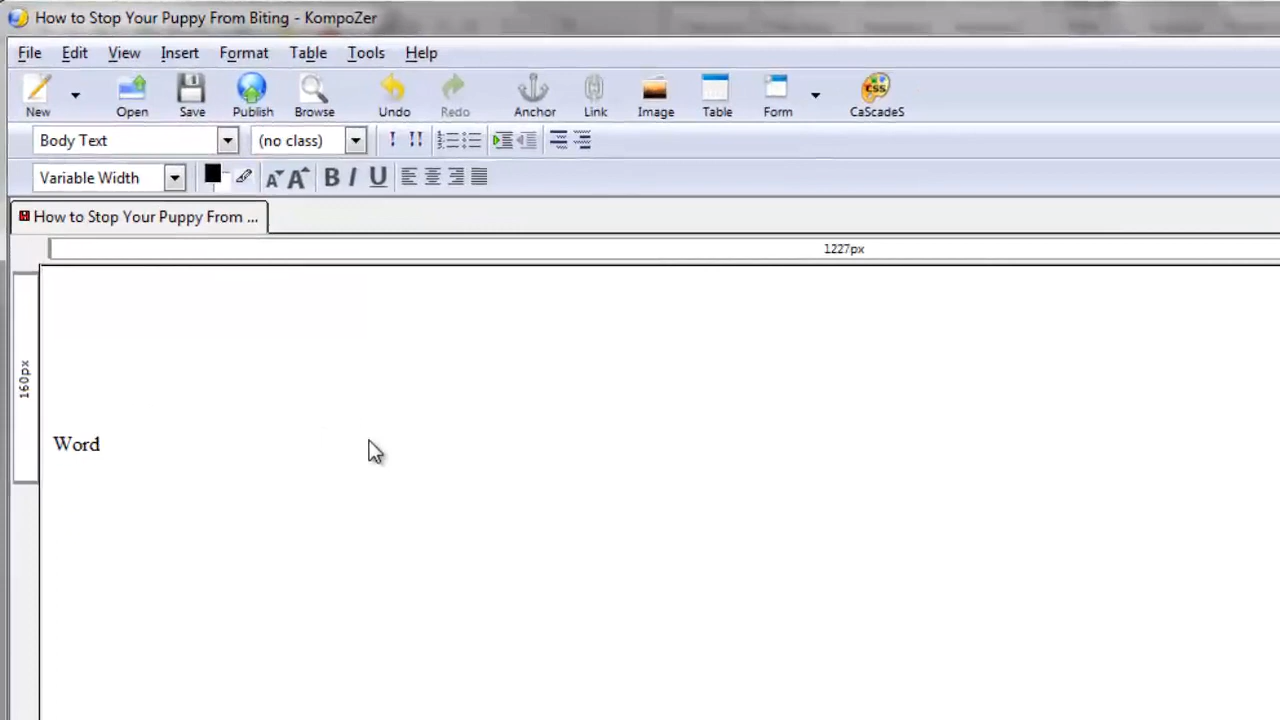 How to Stop Your Puppy From Biting - KompoZer
File Edit View Insert Format Table Tools Help
New Open Save Publish Browse Undo Redo Anchor Link Image Table Form CaScadeS
Body Text (no class)
Variable Width B I U
How to Stop Your Puppy From ...
1227px
160px
Word